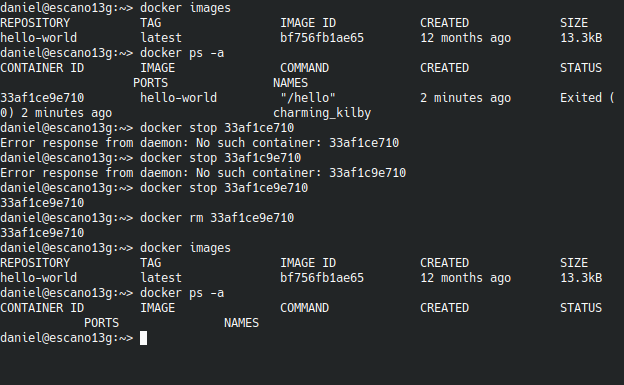 daniel@escano13g:~> docker images
REPOSITORY          TAG                 IMAGE ID            CREATED             SIZE
hello-world         latest              bf756fb1ae65        12 months ago       13.3kB
daniel@escano13g:~> docker ps -a
CONTAINER ID        IMAGE               COMMAND             CREATED             STATUS
                   PORTS               NAMES
33af1ce9e710        hello-world         "/hello"            2 minutes ago       Exited (
0) 2 minutes ago                       charming_kilby
daniel@escano13g:~> docker stop 33af1ce710
Error response from daemon: No such container: 33af1ce710
daniel@escano13g:~> docker stop 33af1c9e710
Error response from daemon: No such container: 33af1c9e710
daniel@escano13g:~> docker stop 33af1ce9e710
33af1ce9e710
daniel@escano13g:~> docker rm 33af1ce9e710
33af1ce9e710
daniel@escano13g:~> docker images
REPOSITORY          TAG                 IMAGE ID            CREATED             SIZE
hello-world         latest              bf756fb1ae65        12 months ago       13.3kB
daniel@escano13g:~> docker ps -a
CONTAINER ID        IMAGE               COMMAND             CREATED             STATUS
            PORTS               NAMES
daniel@escano13g:~>